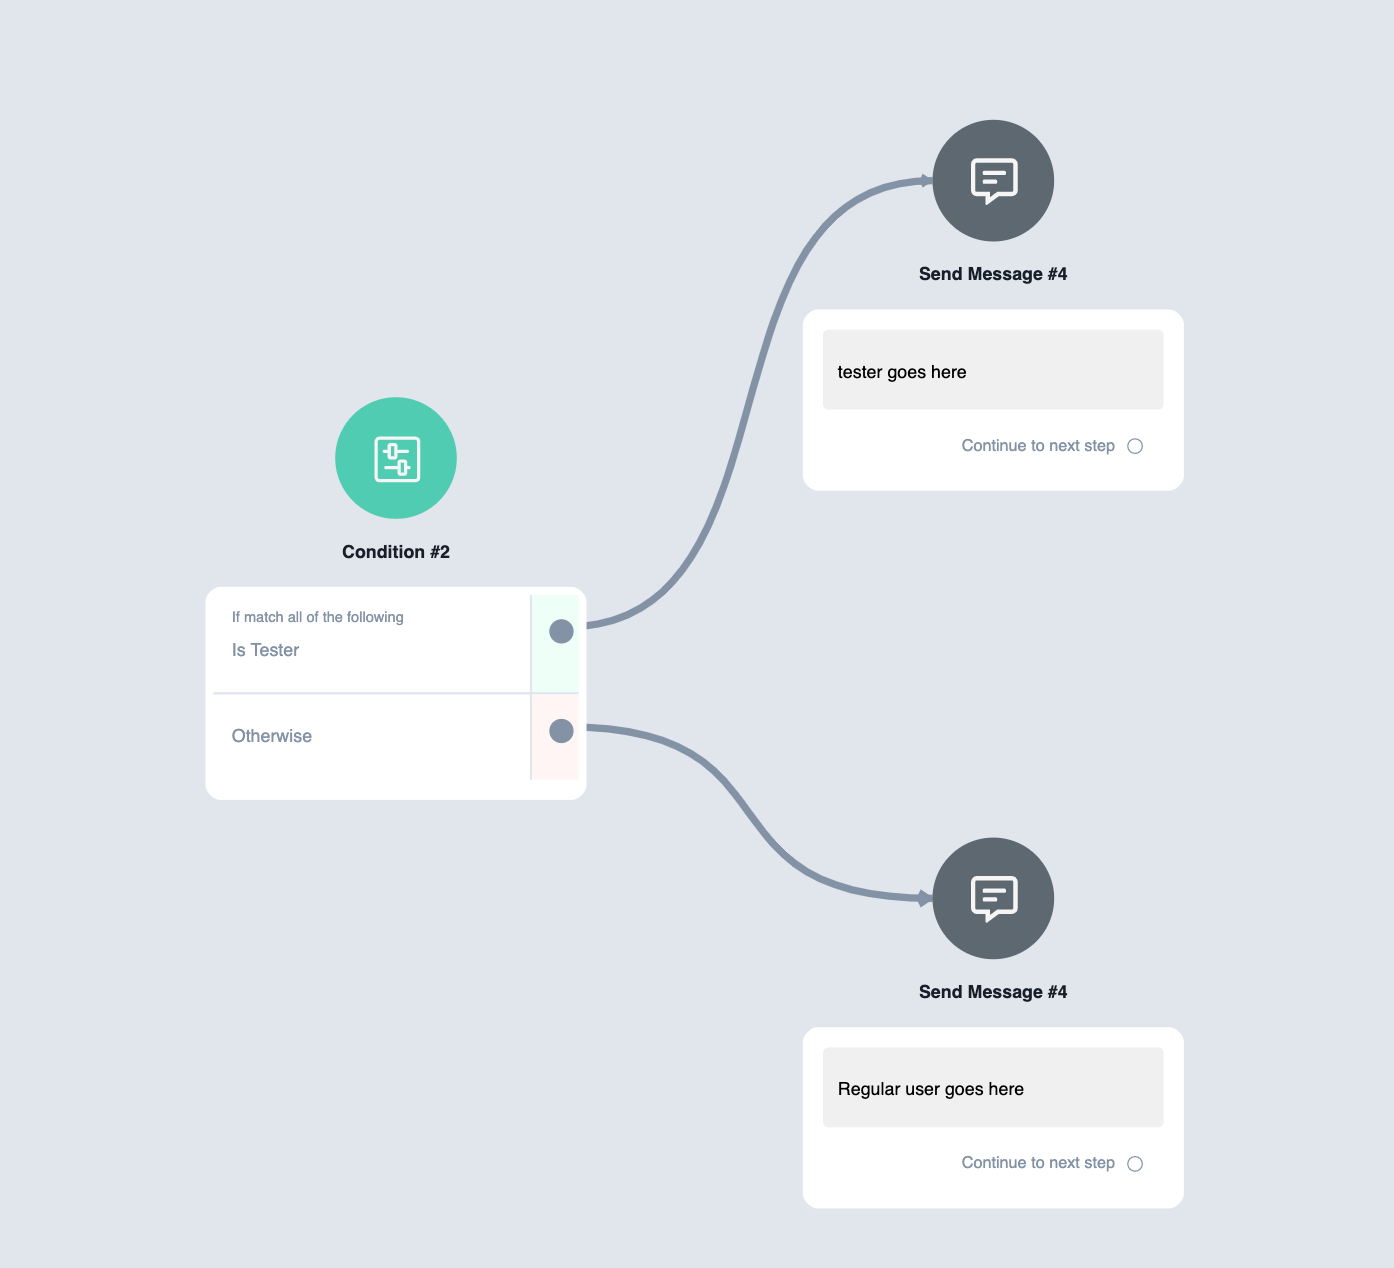 Send Message #4
tester goes here
Continue to next step
Condition #2
If match all of the following
Is Tester
Otherwise
Send Message #4
Regular user goes here
Continue to next step